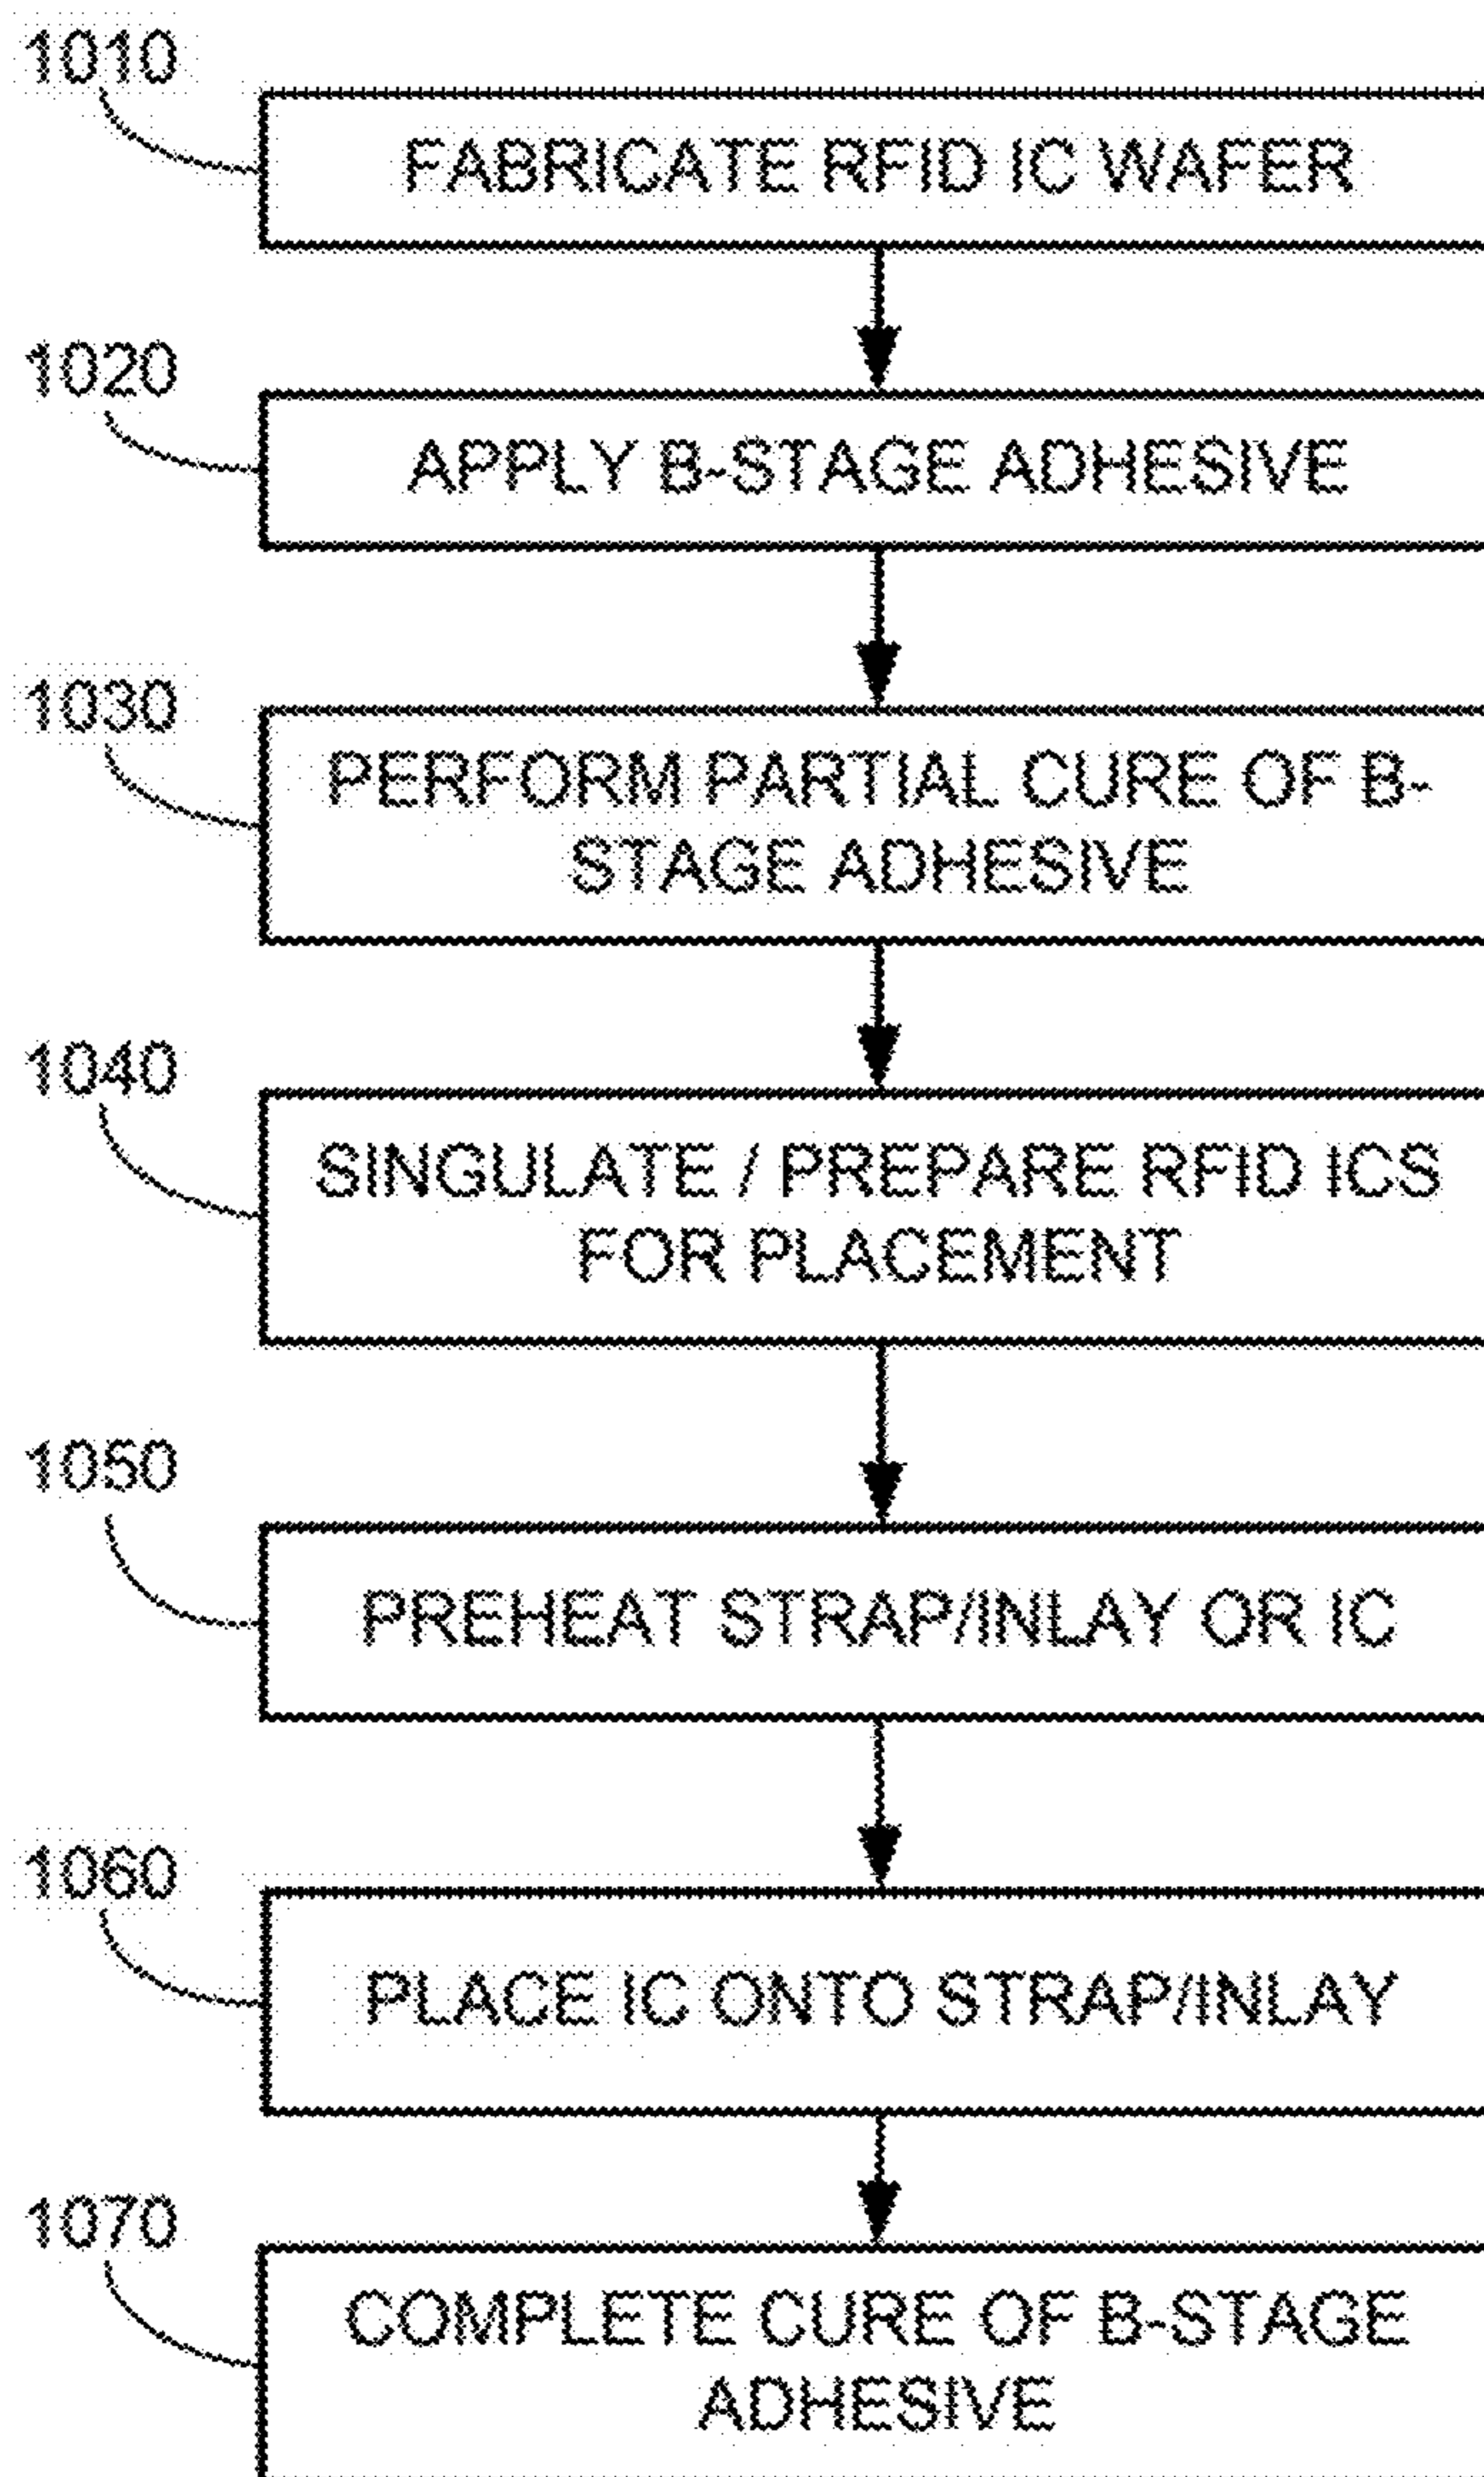 1010
FABRICATE RFID IC WAFER
1020
APPLY B-STAGE ADHESIVE
1030
PERFORM PARTIAL CURE OF B-
STAGE ADHESIVE
1040
SINGULATE / PREPARE RFID ICS
FOR PLACEMENT
1050
PREHEAT STRAP/INLAY OR IC
1060
PLACE IC ONTO STRAP/INLAY
1070
COMPLETE CURE OF B-STAGE
ADHESIVE